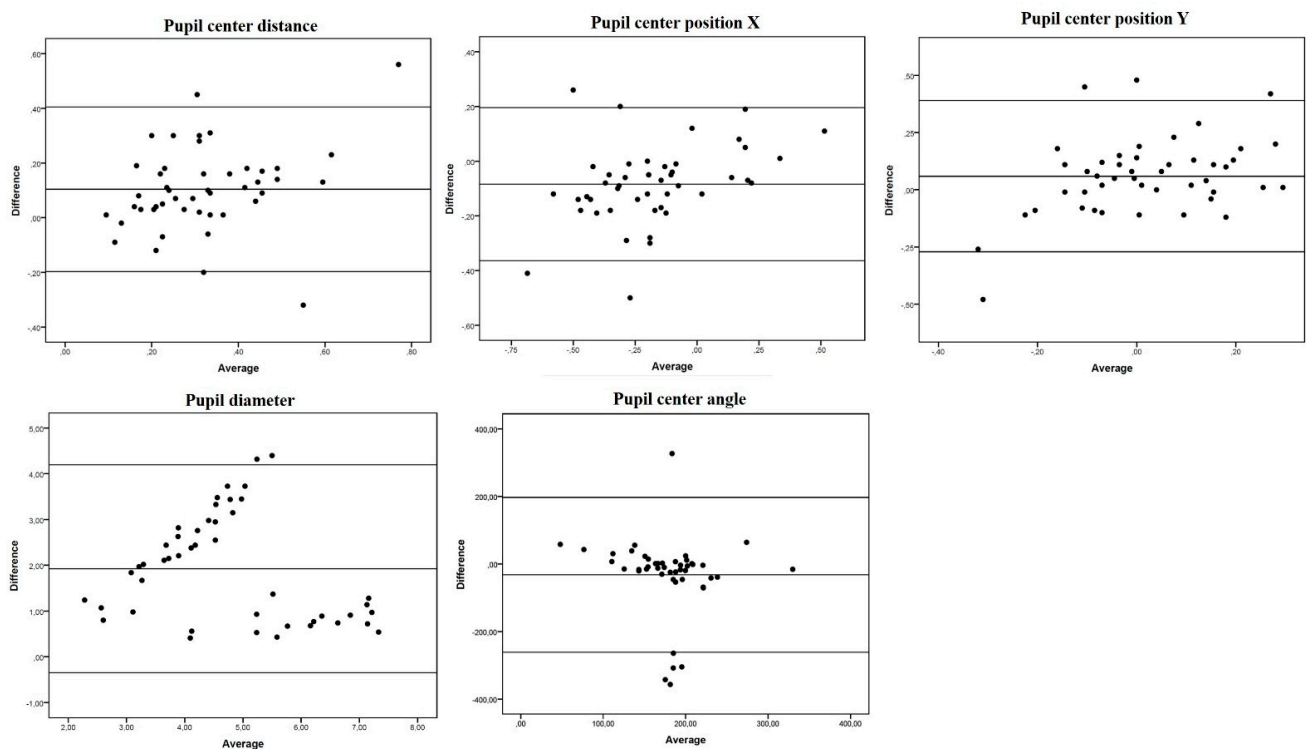 Pupil center distance
Difference
,60
,40
,20
,00
-,20
-,40
,00 ,20 ,40 ,60 ,80
Average
Pupil center position X
Difference
,40
,20
,00
-,20
-,40
-,60
-,75 -,50 -,25 ,00 ,25 ,50
Average
Pupil center position Y
Difference
,50
,25
,00
-,25
-,50
-,40 -,20 ,00 ,20
Average
Pupil diameter
Difference
5,00
4,00
3,00
2,00
1,00
,00
-1,00
2,00 3,00 4,00 5,00 6,00 7,00 8,00
Average
Pupil center angle
Difference
400,00
200,00
,00
-200,00
-400,00
,00 100,00 200,00 300,00 400,00
Average